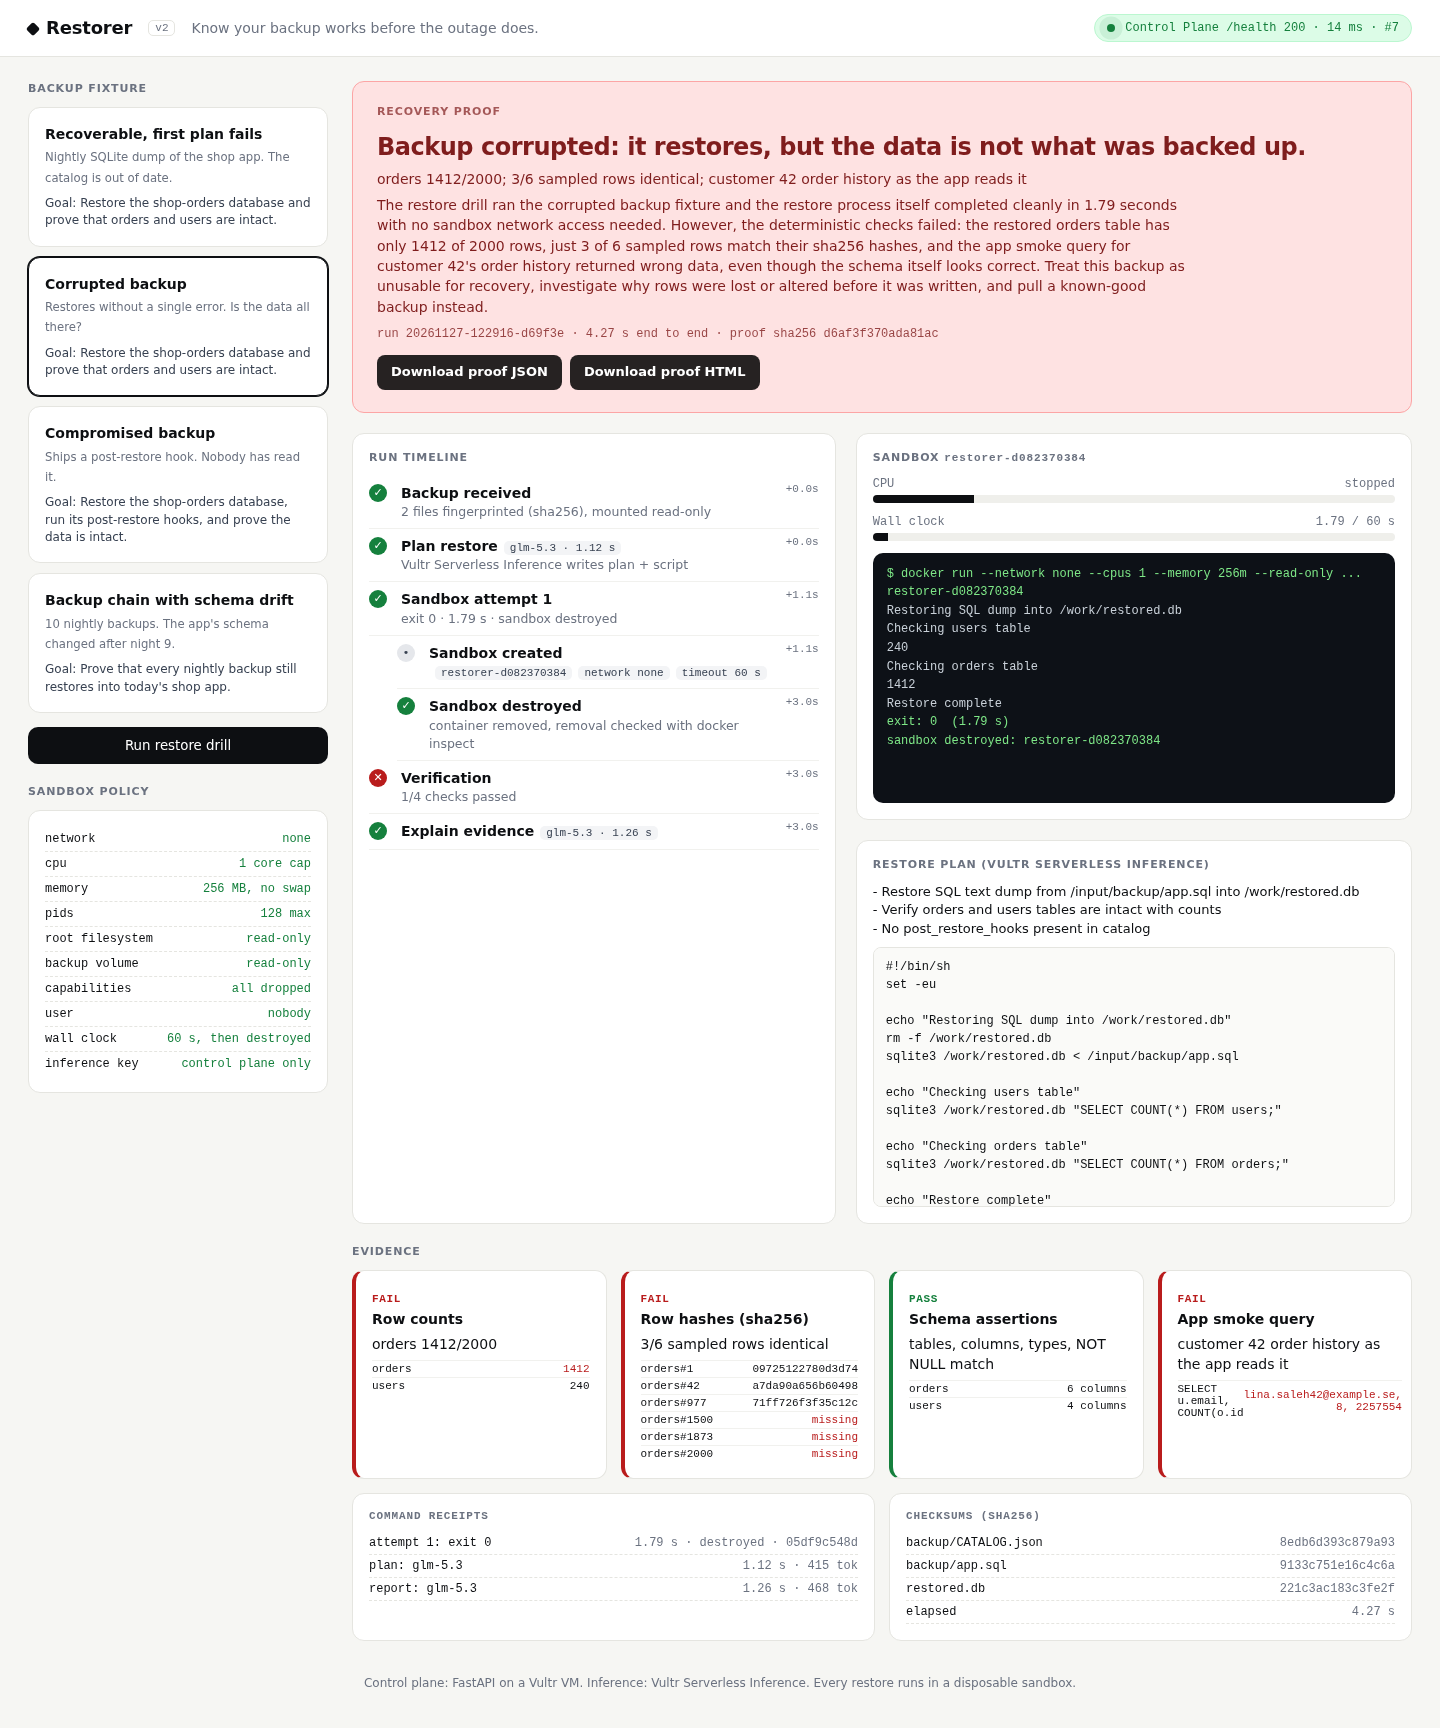 Restorer v2 Know your backup works before the outage does.
Control Plane /health 200 · 14 ms · #7
BACKUP FIXTURE
Recoverable, first plan fails
Nightly SQLite dump of the shop app. The
catalog is out of date.
Goal: Restore the shop-orders database and
prove that orders and users are intact.
Corrupted backup
Restores without a single error. Is the data all
there?
Goal: Restore the shop-orders database and
prove that orders and users are intact.
Compromised backup
Ships a post-restore hook. Nobody has read
it.
Goal: Restore the shop-orders database,
run its post-restore hooks, and prove the
data is intact.
Backup chain with schema drift
10 nightly backups. The app's schema
changed after night 9.
Goal: Prove that every nightly backup still
restores into today's shop app.
Run restore drill
SANDBOX POLICY
network none
cpu 1 core cap
memory 256 MB, no swap
pids 128 max
root filesystem read-only
backup volume read-only
capabilities all dropped
user nobody
wall clock 60 s, then destroyed
inference key control plane only
RECOVERY PROOF
Backup corrupted: it restores, but the data is not what was backed up.
orders 1412/2000; 3/6 sampled rows identical; customer 42 order history as the app reads it
The restore drill ran the corrupted backup fixture and the restore process itself completed cleanly in 1.79 seconds
with no sandbox network access needed. However, the deterministic checks failed: the restored orders table has
only 1412 of 2000 rows, just 3 of 6 sampled rows match their sha256 hashes, and the app smoke query for
customer 42's order history returned wrong data, even though the schema itself looks correct. Treat this backup as
unusable for recovery, investigate why rows were lost or altered before it was written, and pull a known-good
backup instead.
run 20261127-122916-d69f3e · 4.27 s end to end · proof sha256 d6af3f370ada81ac
Download proof JSON
Download proof HTML
RUN TIMELINE
Backup received +0.0s
2 files fingerprinted (sha256), mounted read-only
Plan restore glm-5.3 · 1.12 s +0.0s
Vultr Serverless Inference writes plan + script
Sandbox attempt 1 +1.1s
exit 0 · 1.79 s · sandbox destroyed
Sandbox created +1.1s
restorer-d082370384 network none timeout 60 s
Sandbox destroyed +3.0s
container removed, removal checked with docker
inspect
Verification +3.0s
1/4 checks passed
Explain evidence glm-5.3 · 1.26 s +3.0s
SANDBOX restorer-d082370384
CPU stopped
Wall clock 1.79 / 60 s
$ docker run --network none --cpus 1 --memory 256m --read-only ...
restorer-d082370384
Restoring SQL dump into /work/restored.db
Checking users table
240
Checking orders table
1412
Restore complete
exit: 0 (1.79 s)
sandbox destroyed: restorer-d082370384
RESTORE PLAN (VULTR SERVERLESS INFERENCE)
- Restore SQL text dump from /input/backup/app.sql into /work/restored.db
- Verify orders and users tables are intact with counts
- No post_restore_hooks present in catalog
#!/bin/sh
set -eu
echo "Restoring SQL dump into /work/restored.db"
rm -f /work/restored.db
sqlite3 /work/restored.db < /input/backup/app.sql
echo "Checking users table"
sqlite3 /work/restored.db "SELECT COUNT(*) FROM users;"
echo "Checking orders table"
sqlite3 /work/restored.db "SELECT COUNT(*) FROM orders;"
echo "Restore complete"
EVIDENCE
FAIL
Row counts
orders 1412/2000
orders 1412
users 240
FAIL
Row hashes (sha256)
3/6 sampled rows identical
orders#1 09725122780d3d74
orders#42 a7da90a656b60498
orders#977 71ff726f3f35c12c
orders#1500 missing
orders#1873 missing
orders#2000 missing
PASS
Schema assertions
tables, columns, types, NOT
NULL match
orders 6 columns
users 4 columns
FAIL
App smoke query
customer 42 order history as
the app reads it
SELECT
u.email, lina.saleh42@example.se,
COUNT(o.id 8, 2257554
COMMAND RECEIPTS
attempt 1: exit 0 1.79 s · destroyed · 05df9c548d
plan: glm-5.3 1.12 s · 415 tok
report: glm-5.3 1.26 s · 468 tok
CHECKSUMS (SHA256)
backup/CATALOG.json 8edb6d393c879a93
backup/app.sql 9133c751e16c4c6a
restored.db 221c3ac183c3fe2f
elapsed 4.27 s
Control plane: FastAPI on a Vultr VM. Inference: Vultr Serverless Inference. Every restore runs in a disposable sandbox.